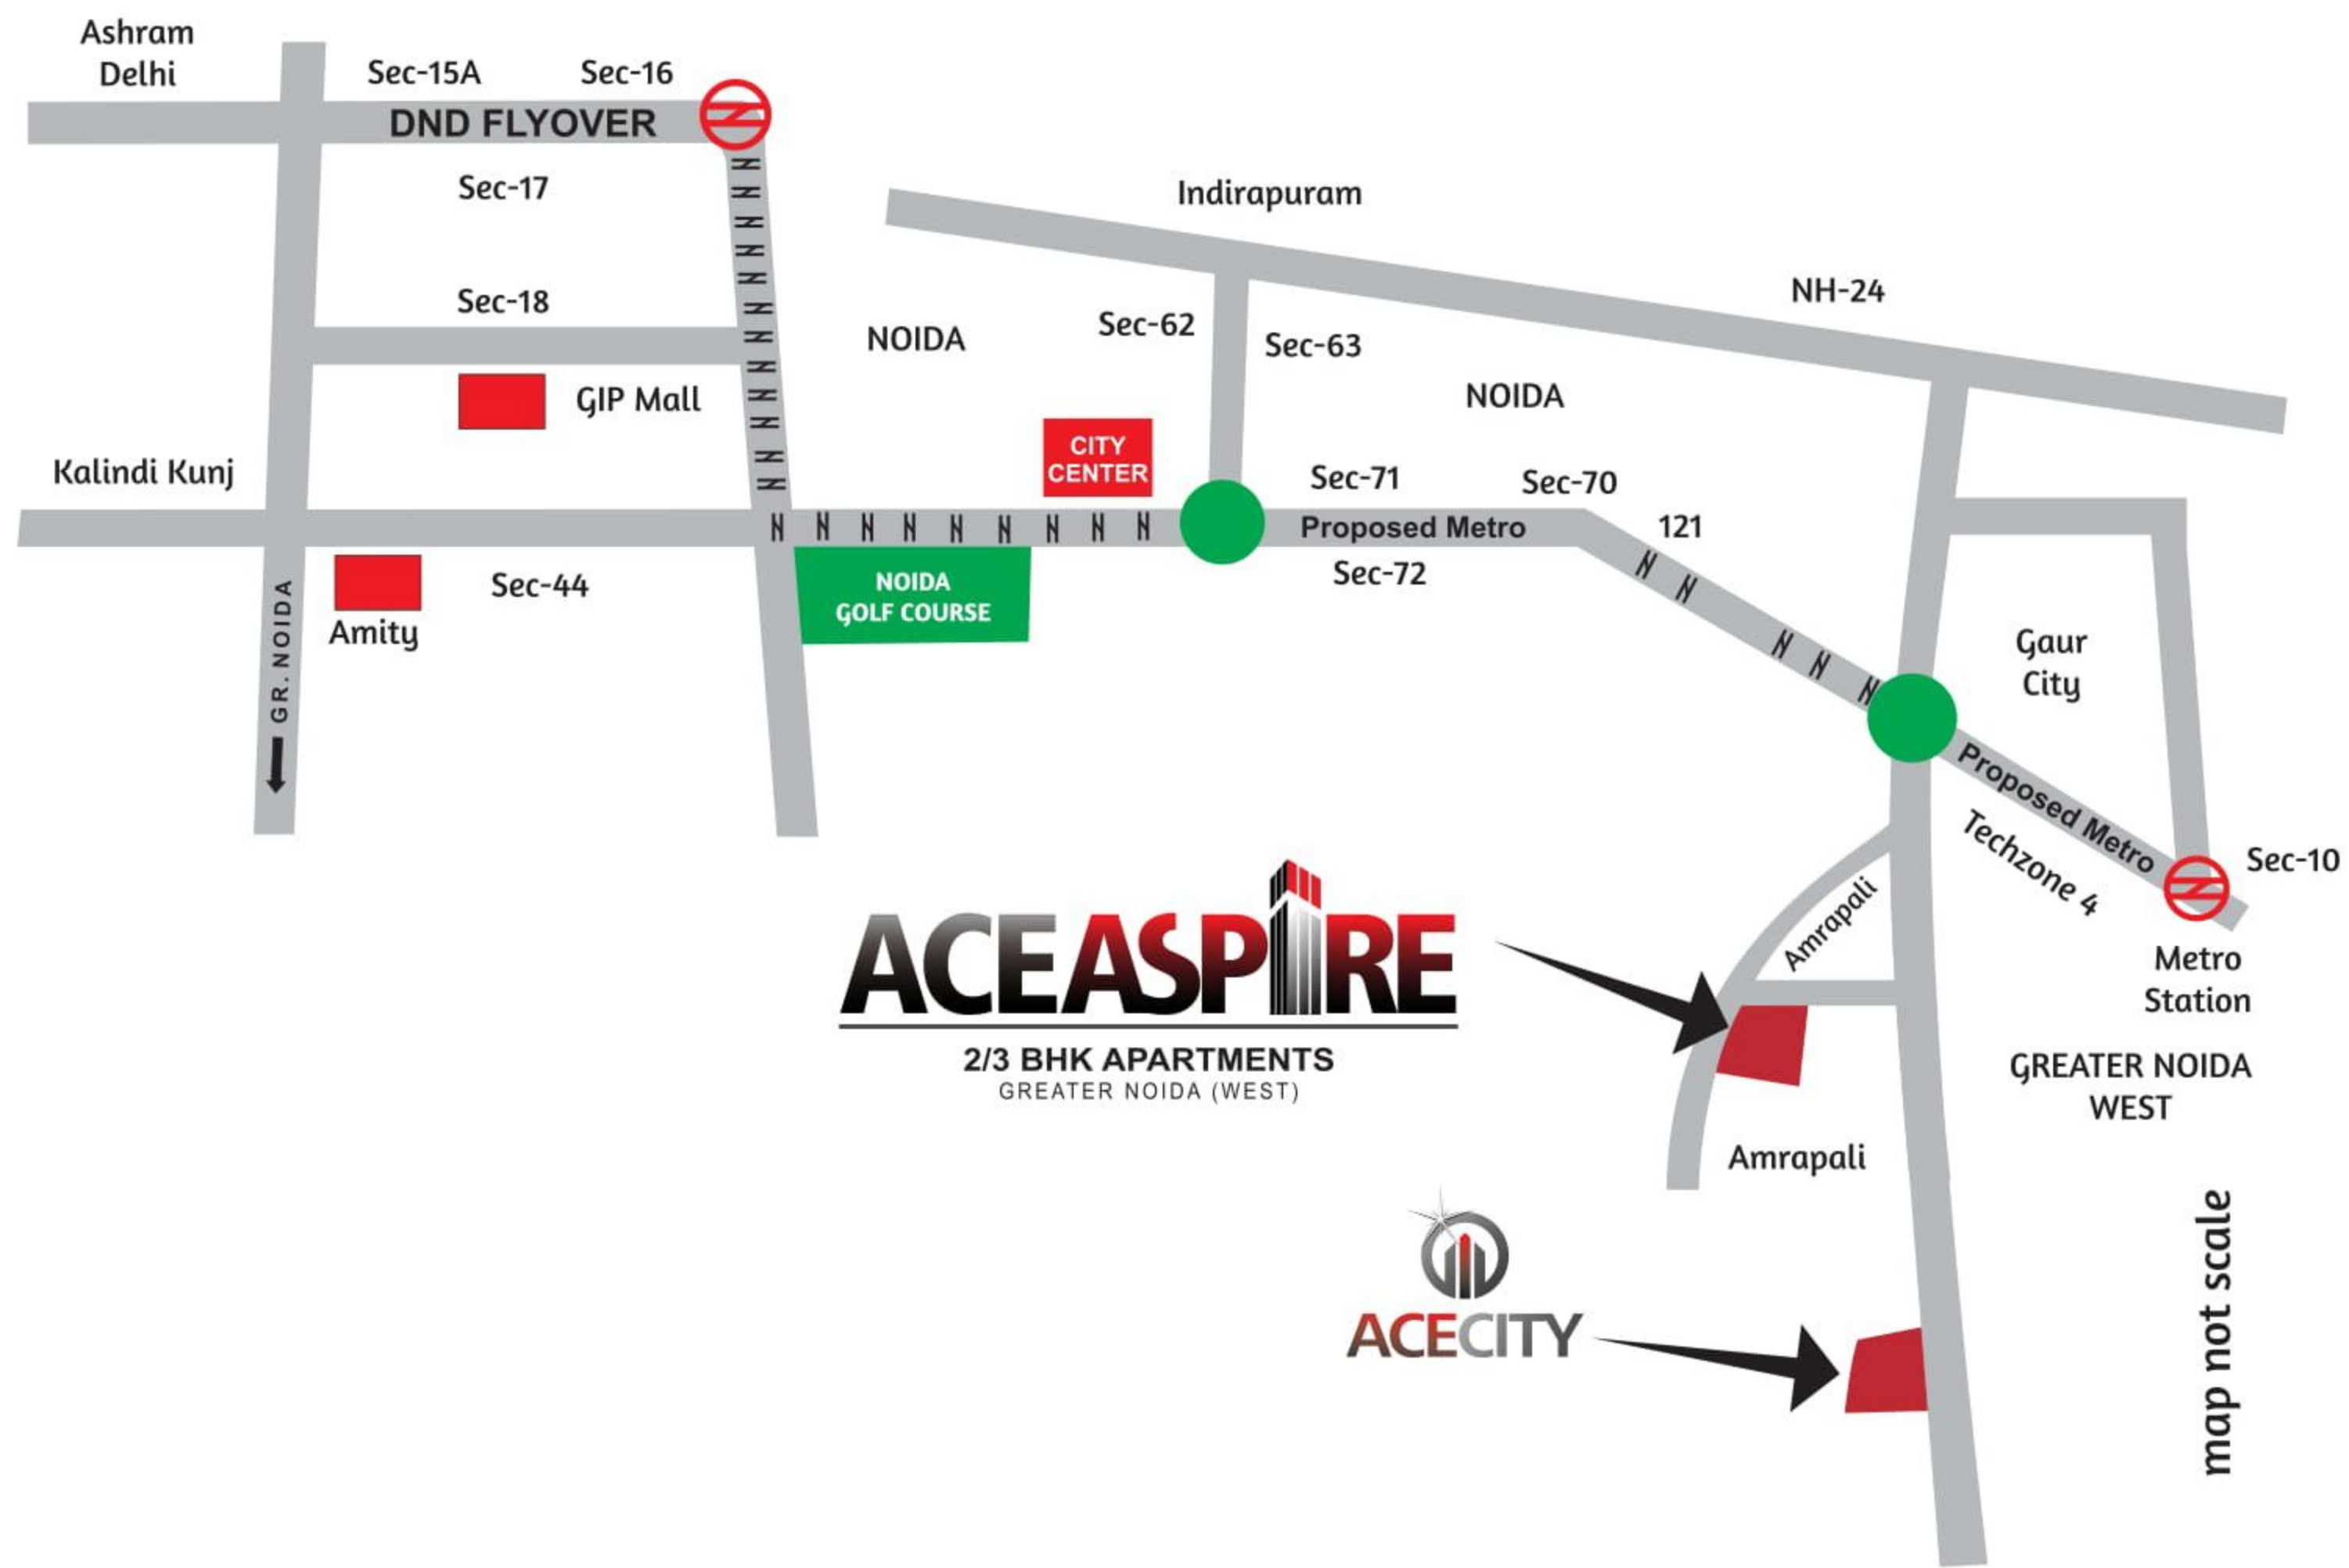 Ashram
Delhi
Sec-15A
Sec-16
DND FLYOVER
Sec-17
Indirapuram
NH-24
Sec-18
NOIDA
Sec-62
Sec-63
NOIDA
GIP Mall
CITY
CENTER
Kalindi Kunj
Sec-71
Sec-70
Proposed Metro
121
Sec-72
NOIDA
GOLF COURSE
Sec-44
Amity
GR. NOIDA
Gaur
City
Proposed Metro
Techzone 4
Sec-10
Metro
Station
Amrapali
ACEASPIRE
2/3 BHK APARTMENTS
GREATER NOIDA (WEST)
GREATER NOIDA
WEST
Amrapali
ACECITY
map not scale